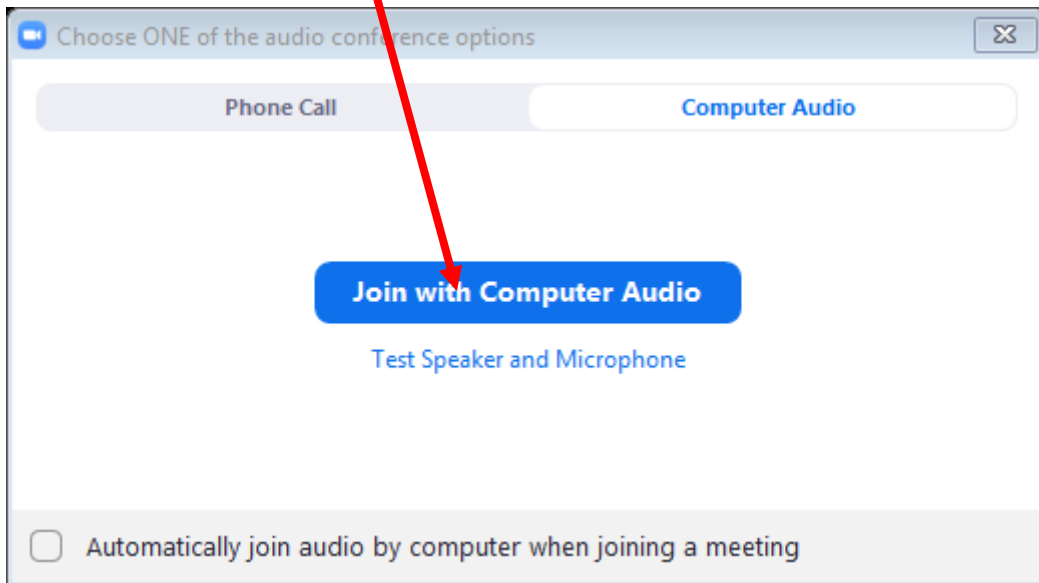 Choose ONE of the audio conference options
Phone Call
Computer Audio
Join with Computer Audio
Test Speaker and Microphone
Automatically join audio by computer when joining a meeting